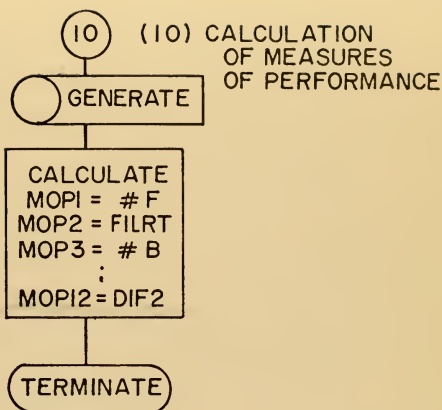 10 (10) CALCULATION
OF MEASURES
OF PERFORMANCE
GENERATE
CALCULATE
MOP1 = # F
MOP2 = FILRT
MOP3 = # B
:
MOP12 = DIF2
TERMINATE